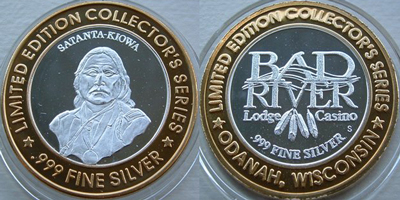 LIMITED EDITION COLLECTOR'S SERIES
SATANTA-KIOWA
.999 FINE SILVER
LIMITED EDITION COLLECTOR'S SERIES
BAD
RIVER
Lodge Casino
.999 FINE SILVER
S
ODANAH, WISCONSIN